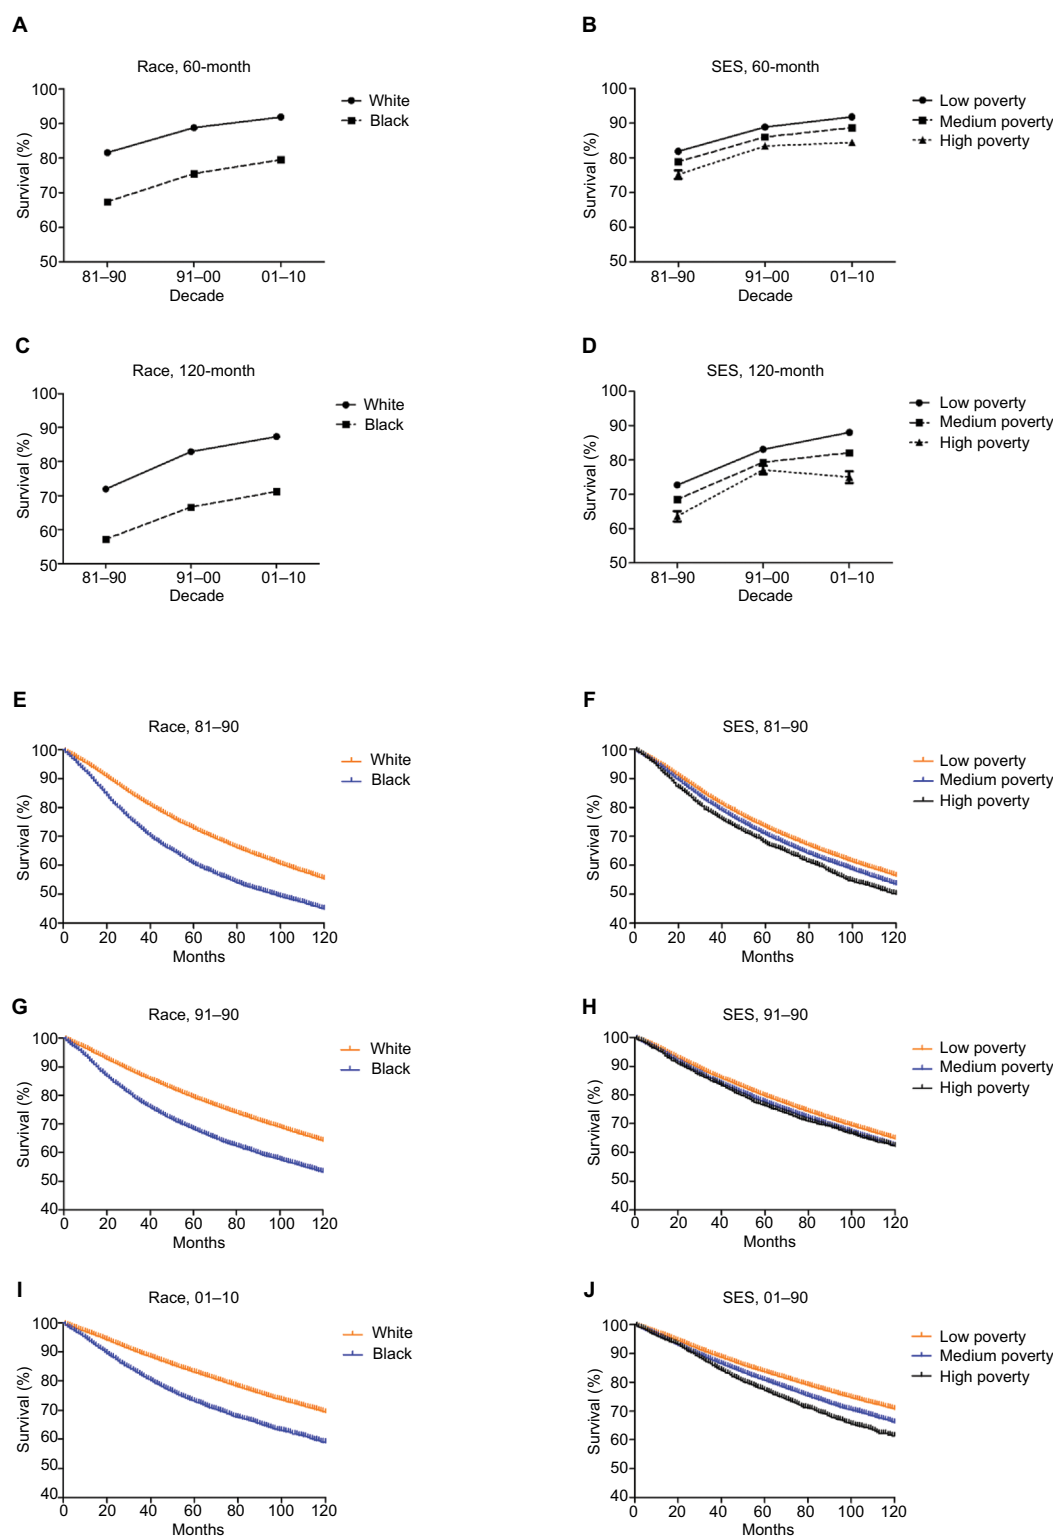 A
Race, 60-month
100
90
80
70
60
50
Survival (%)
81–90
91–00
01–10
Decade
White
Black
B
SES, 60-month
100
90
80
70
60
50
Survival (%)
81–90
91–00
01–10
Decade
Low poverty
Medium poverty
High poverty
C
Race, 120-month
100
90
80
70
60
50
Survival (%)
81–90
91–00
01–10
Decade
White
Black
D
SES, 120-month
100
90
80
70
60
50
Survival (%)
81–90
91–00
01–10
Decade
Low poverty
Medium poverty
High poverty
E
Race, 81–90
100
90
80
70
60
50
40
Survival (%)
0 20 40 60 80 100 120
Months
White
Black
F
SES, 81–90
100
90
80
70
60
50
40
Survival (%)
0 20 40 60 80 100 120
Months
Low poverty
Medium poverty
High poverty
G
Race, 91–90
100
90
80
70
60
50
40
Survival (%)
0 20 40 60 80 100 120
Months
White
Black
H
SES, 91–90
100
90
80
70
60
50
40
Survival (%)
0 20 40 60 80 100 120
Months
Low poverty
Medium poverty
High poverty
I
Race, 01–10
100
90
80
70
60
50
40
Survival (%)
0 20 40 60 80 100 120
Months
White
Black
J
SES, 01–90
100
90
80
70
60
50
40
Survival (%)
0 20 40 60 80 100 120
Months
Low poverty
Medium poverty
High poverty